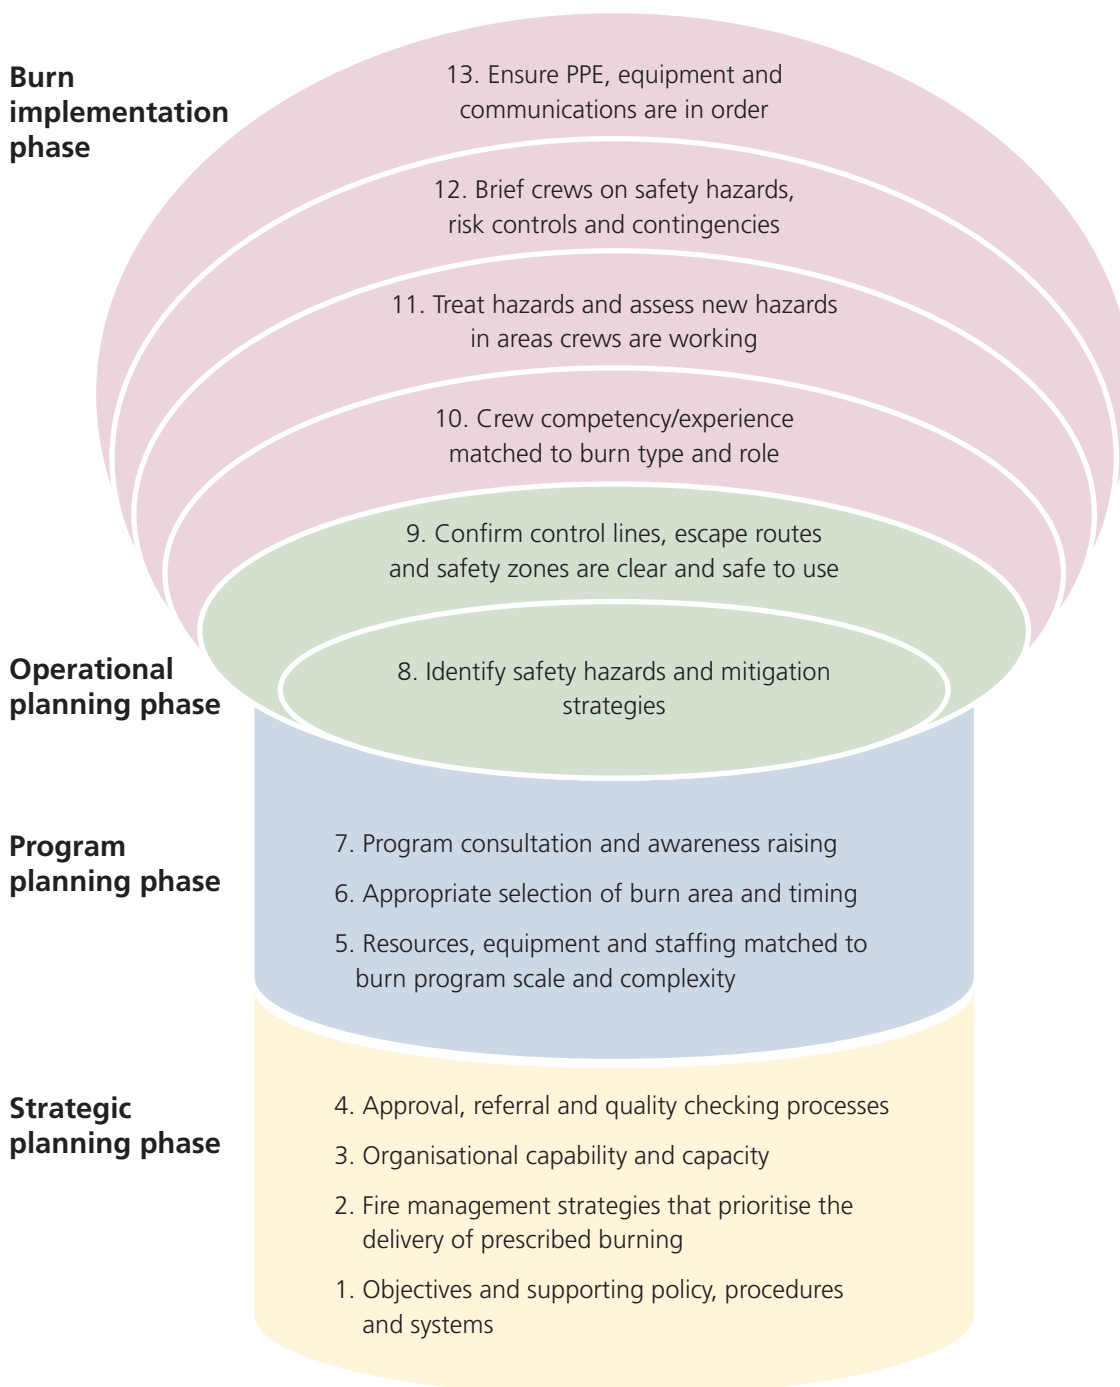 Burn
implementation
phase
13. Ensure PPE, equipment and
communications are in order
12. Brief crews on safety hazards,
risk controls and contingencies
11. Treat hazards and assess new hazards
in areas crews are working
10. Crew competency/experience
matched to burn type and role
9. Confirm control lines, escape routes
and safety zones are clear and safe to use
Operational
planning phase
8. Identify safety hazards and mitigation
strategies
Program
planning phase
7. Program consultation and awareness raising
6. Appropriate selection of burn area and timing
5. Resources, equipment and staffing matched to
burn program scale and complexity
Strategic
planning phase
4. Approval, referral and quality checking processes
3. Organisational capability and capacity
2. Fire management strategies that prioritise the
delivery of prescribed burning
1. Objectives and supporting policy, procedures
and systems